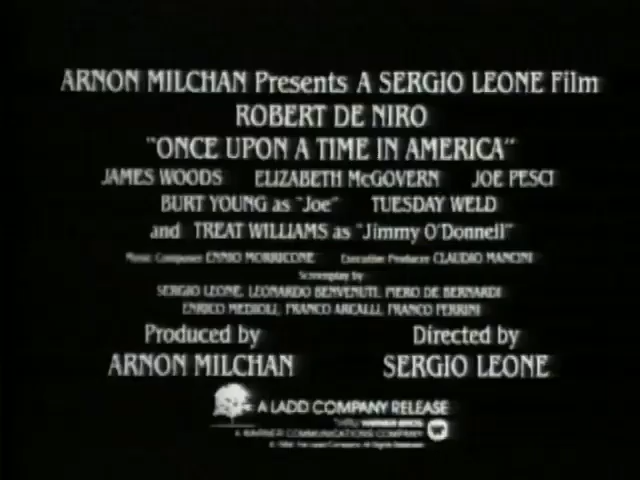 ARNON MILCHAN Presents A SERGIO LEONE Film
ROBERT DE NIRO
"ONCE UPON A TIME IN AMERICA"
JAMES WOODS ELIZABETH McGOVERN JOE PESCI
BURT YOUNG as "Joe" TUESDAY WELD
and TREAT WILLIAMS as "Jimmy O'Donnell"
Music Composer ENNIO MORRICONE Executive Producer CLAUDIO MANCINI
Screenplay by
SERGIO LEONE, LEONARDO BENVENUTI, PIERO DE BERNARDI
ENRICO MEDIOLI, FRANCO ARCALLI, FRANCO FERRINI
Produced by Directed by
ARNON MILCHAN SERGIO LEONE
A LADD COMPANY RELEASE
WARNER BROS
A WARNER COMMUNICATIONS COMPANY